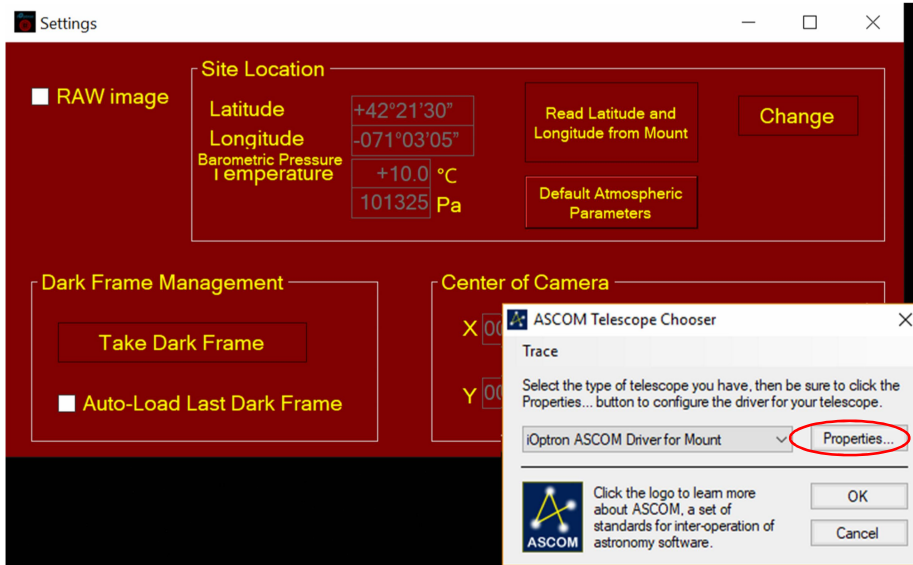 Settings
RAW image
Site Location
Latitude
+42°21'30"
Longitude
-071°03'05"
Barometric Pressure
Temperature
+10.0 °C
101325 Pa
Read Latitude and
Longitude from Mount
Change
Default Atmospheric
Parameters
Dark Frame Management
Take Dark Frame
Auto-Load Last Dark Frame
Center of Camera
X
Y
ASCOM Telescope Chooser
Trace
Select the type of telescope you have, then be sure to click the
Properties... button to configure the driver for your telescope.
iOptron ASCOM Driver for Mount
Properties...
Click the logo to learn more
about ASCOM, a set of
standards for inter-operation of
astronomy software.
ASCOM
OK
Cancel